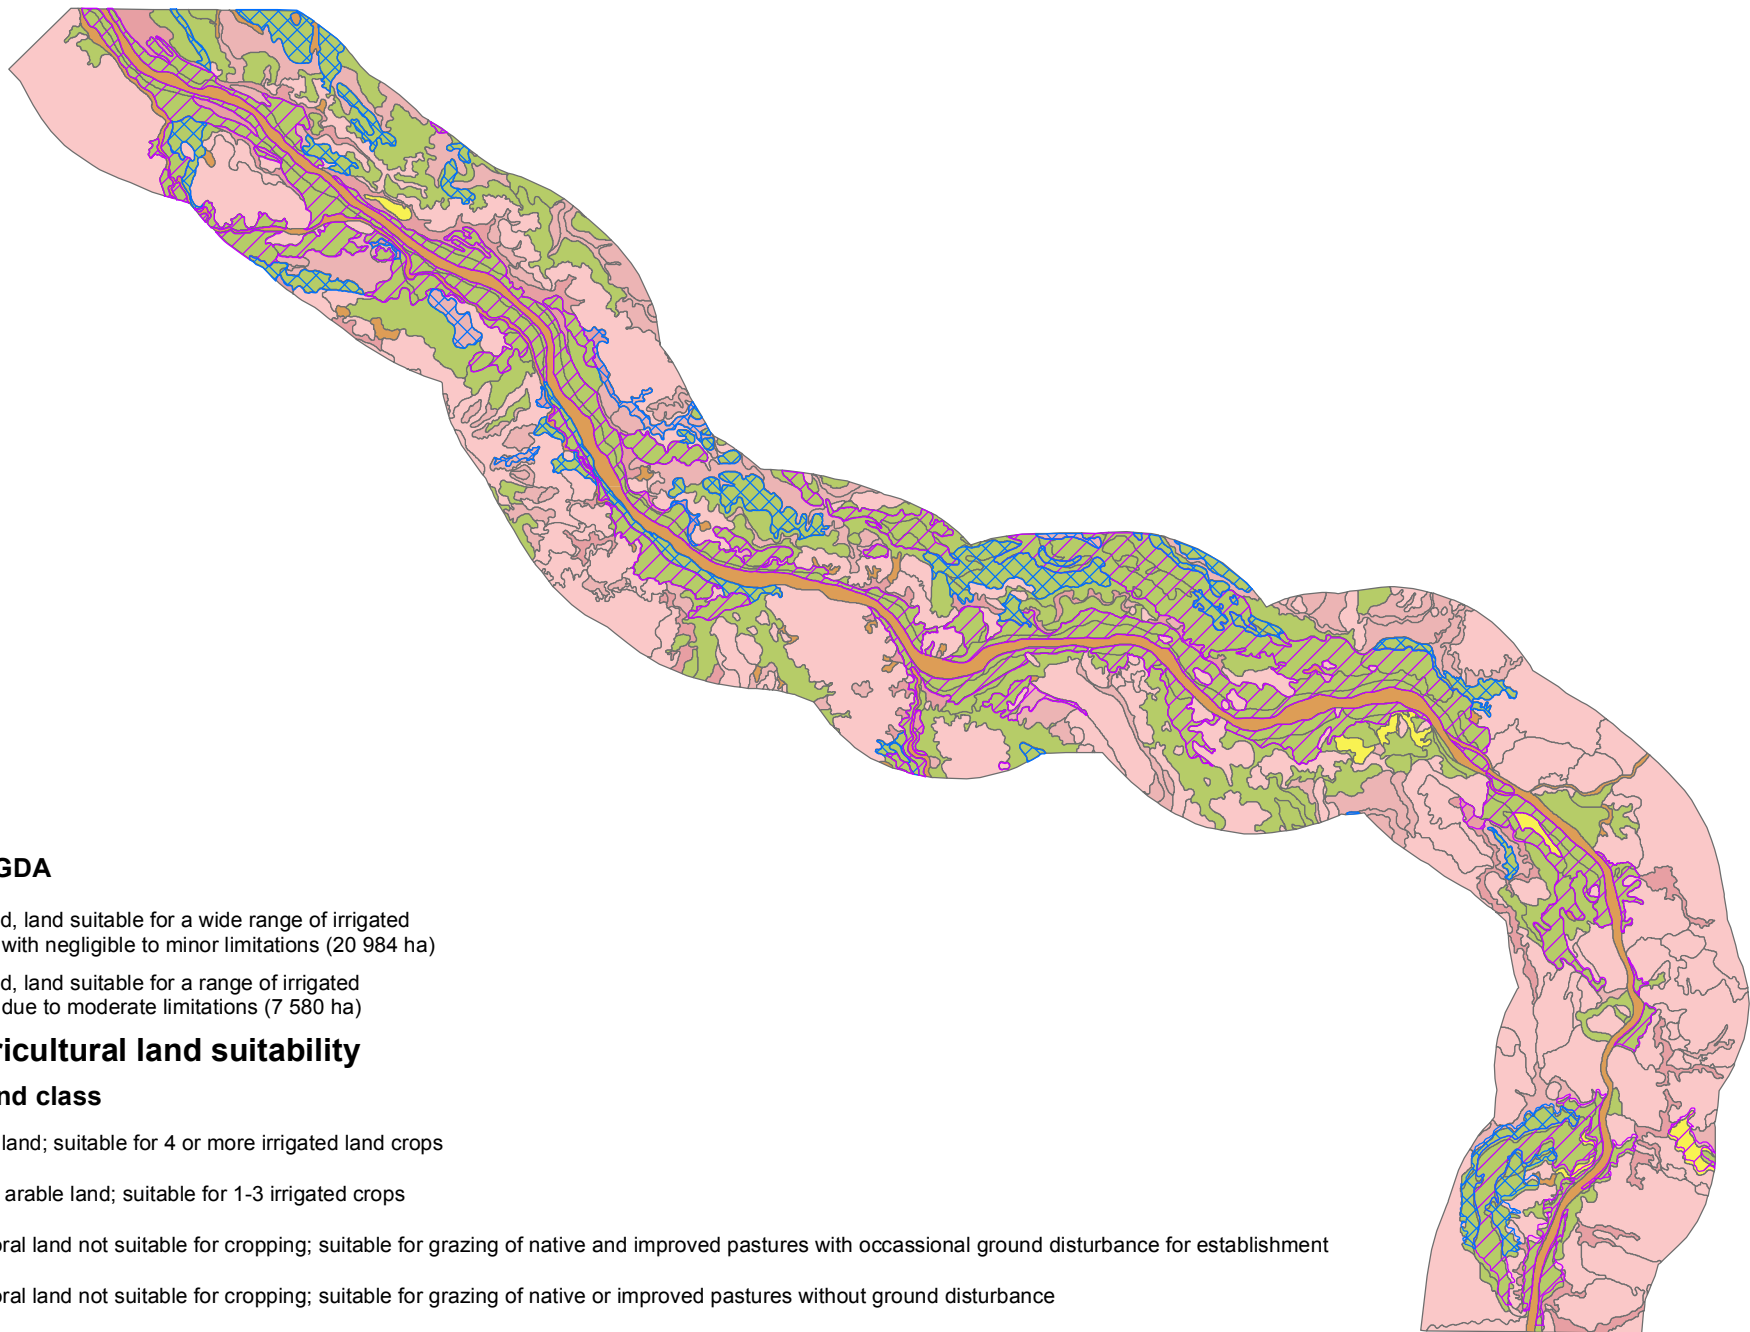 GDA
d, land suitable for a wide range of irrigated
with negligible to minor limitations (20 984 ha)
d, land suitable for a range of irrigated
due to moderate limitations (7 580 ha)
ricultural land suitability
nd class
land; suitable for 4 or more irrigated land crops
arable land; suitable for 1-3 irrigated crops
oral land not suitable for cropping; suitable for grazing of native and improved pastures with occassional ground disturbance for establishment
oral land not suitable for cropping; suitable for grazing of native or improved pastures without ground disturbance